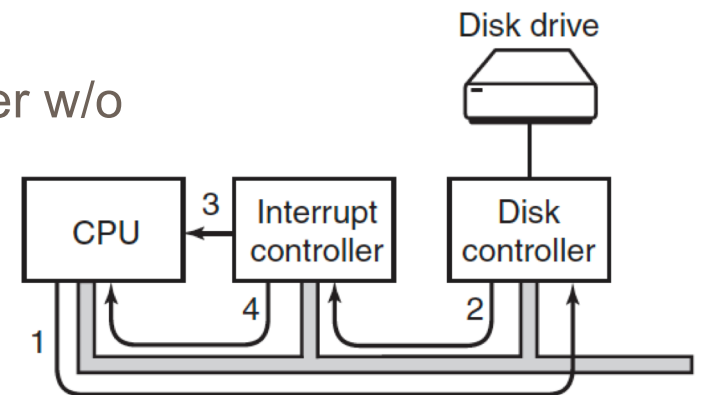 Disk drive
er w/o
CPU
3
Interrupt
controller
Disk
controller
1
4
2